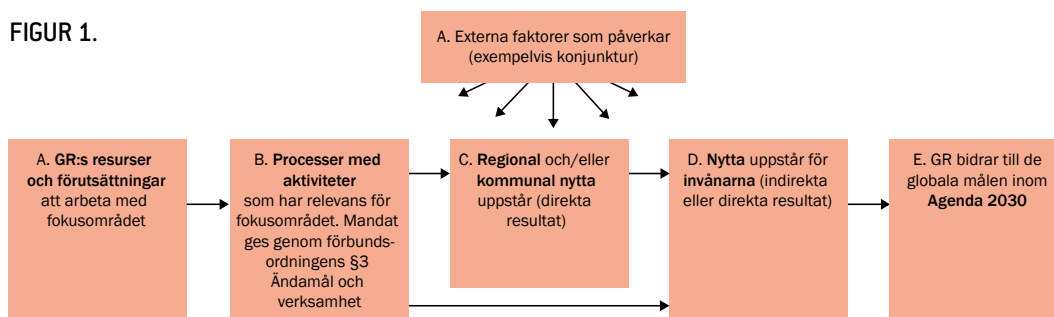 FIGUR 1.
A. Externa faktorer som påverkar
(exempelvis konjunktur)
A. GR:s resurser
och förutsättningar
att arbeta med
fokusområdet
B. Processer med
aktiviteter
som har relevans för
fokusområdet. Mandat
ges genom förbunds-
ordningens §3
Ändamål och
verksamhet
C. Regional och/eller
kommunal nytta
uppstår (direkta
resultat)
D. Nytta uppstår för
invånarna (indirekta
eller direkta resultat)
E. GR bidrar till de
globala målen inom
Agenda 2030